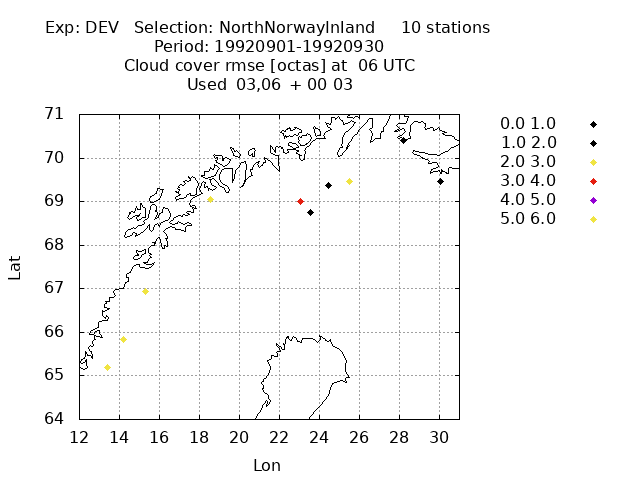 Exp: DEV Selection: NorthNorwayInland 10 stations
Period: 19920901-19920930
Cloud cover rmse [octas] at 06 UTC
Used 03,06 + 00 03
71
70
69
68
67
66
65
64
Lat
12 14 16 18 20 22 24 26 28 30
Lon
0.0 1.0
1.0 2.0
2.0 3.0
3.0 4.0
4.0 5.0
5.0 6.0